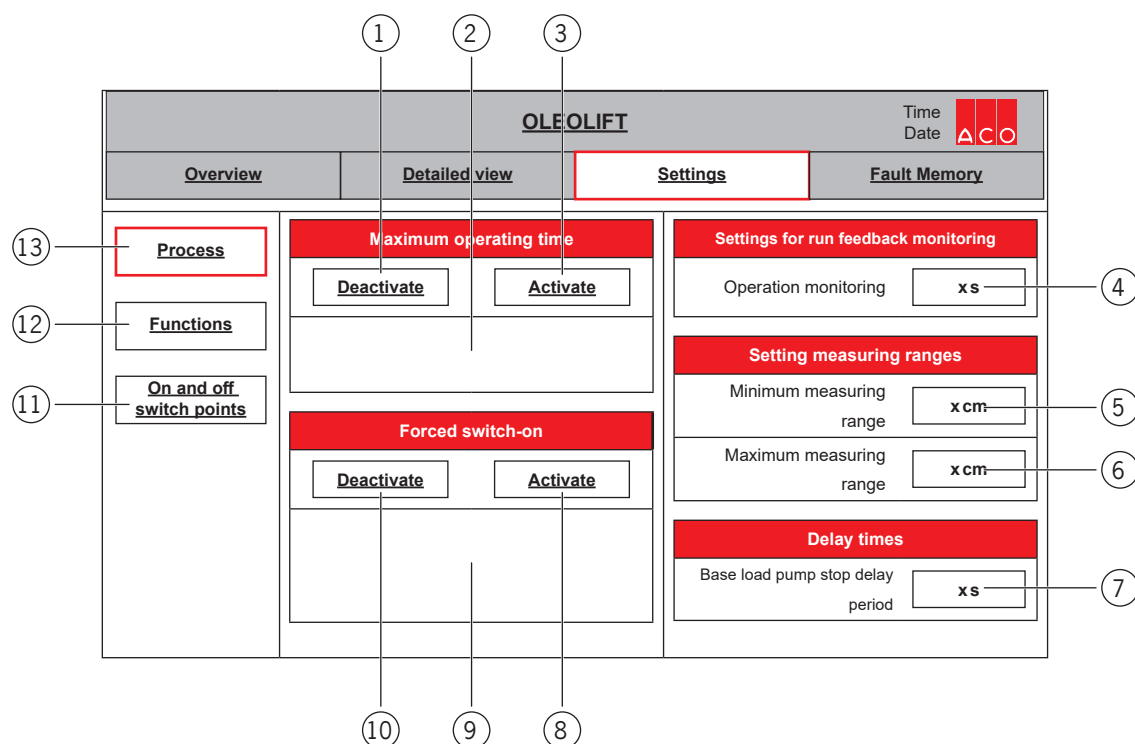 1 2 3
OLEOLIFT
Time
Date
ACO
Overview Detailed view Settings Fault Memory
13 Process
12 Functions
11 On and off
switch points
Maximum operating time
Deactivate Activate
Forced switch-on
Deactivate Activate
Settings for run feedback monitoring
Operation monitoring x s 4
Setting measuring ranges
Minimum measuring
range
x cm 5
Maximum measuring
range
x cm 6
Delay times
Base load pump stop delay
period
x s 7
10 9 8